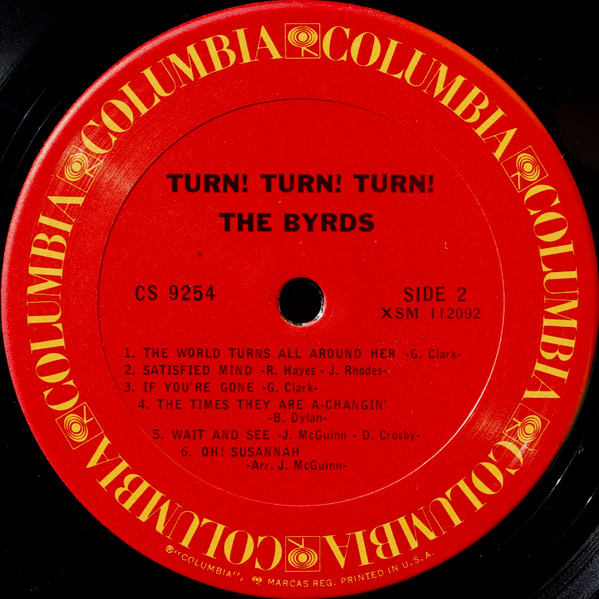 COLUMBIA COLUMBIA COLUMBIA COLUMBIA COLUMBIA COLUMBIA COLUMBIA COLUMBIA
TURN! TURN! TURN!
THE BYRDS
CS 9254
SIDE 2
XSM 112092
1. THE WORLD TURNS ALL AROUND HER -G. Clark-
2. SATISFIED MIND -R. Hayes - J. Rhodes-
3. IF YOU'RE GONE -G. Clark-
4. THE TIMES THEY ARE A-CHANGIN'
-B. Dylan-
5. WAIT AND SEE -J. McGuinn - D. Crosby-
6. OH! SUSANNAH
-Arr. J. McGuinn-
®"COLUMBIA", MARCAS REG. PRINTED IN U.S.A.